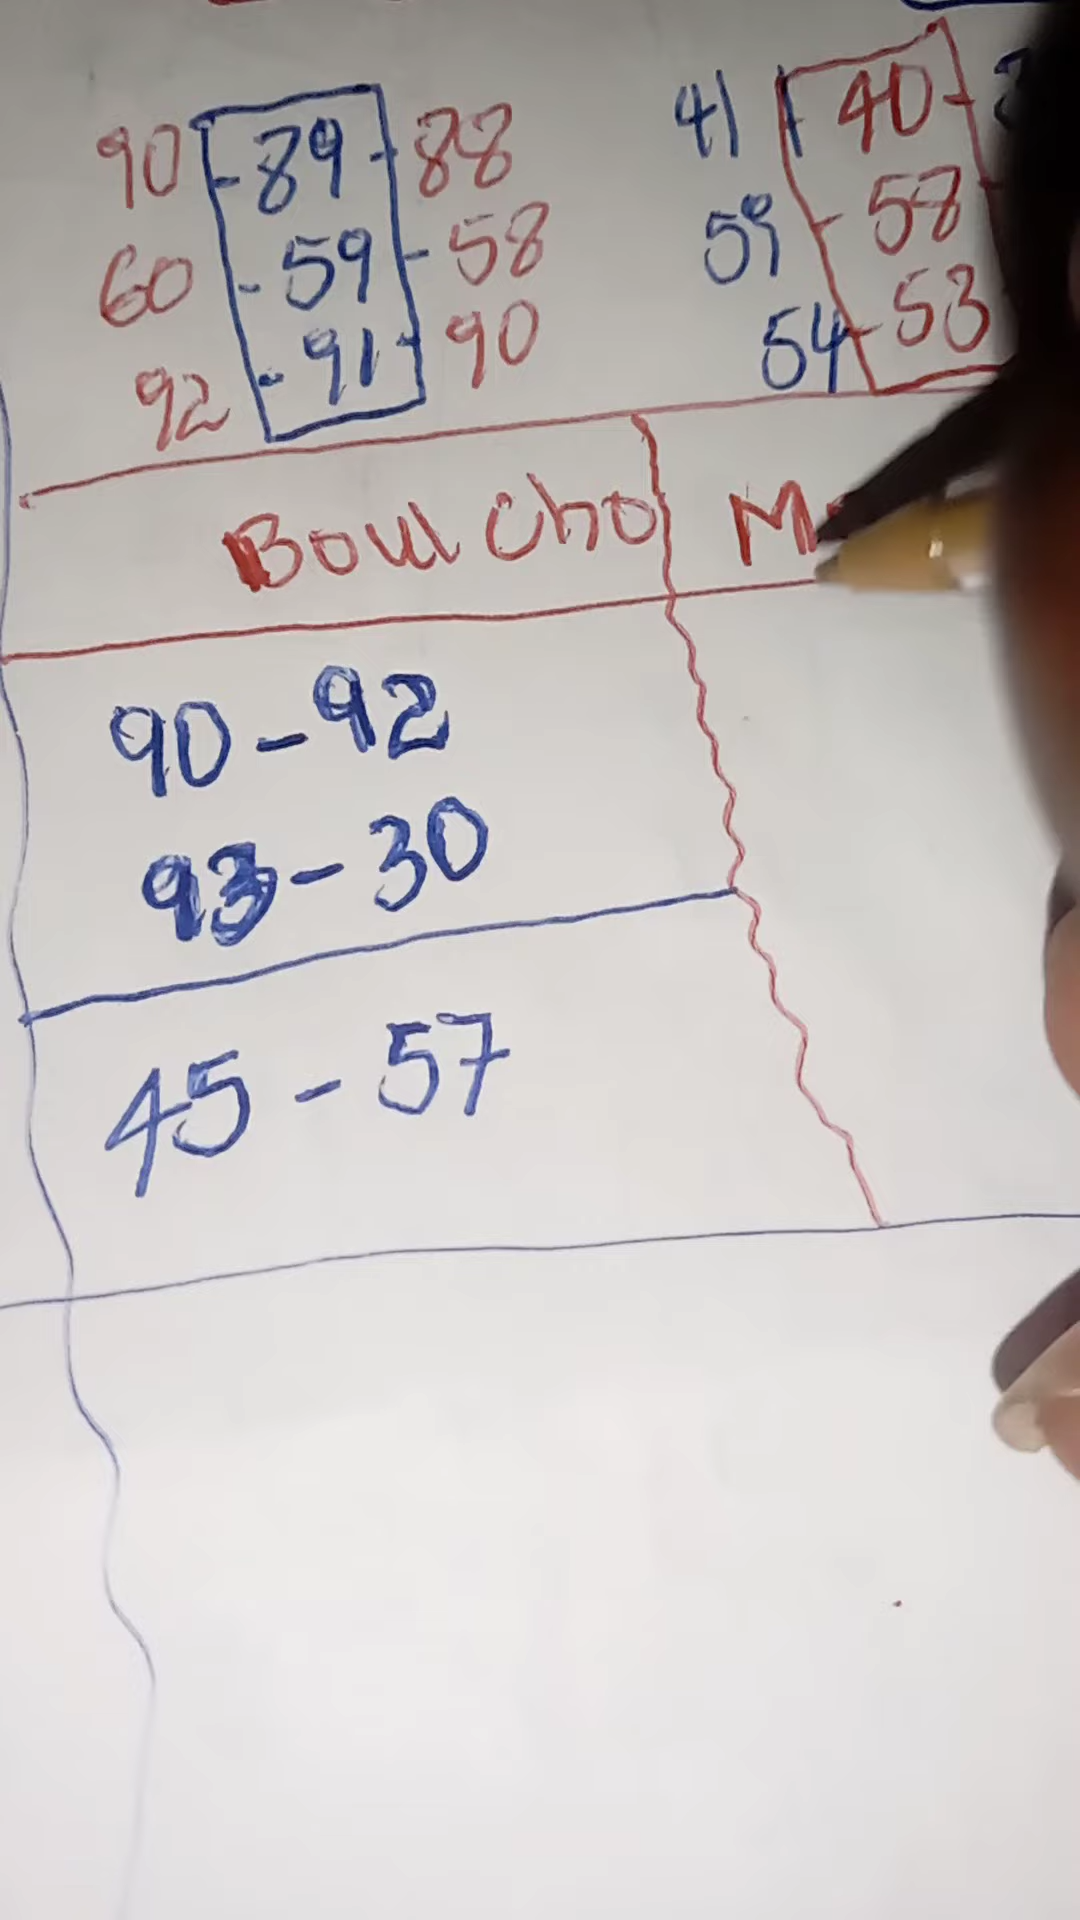 90 - 89 - 88
60 - 59 - 58
92 - 91 - 90
41 - 40 -
59 - 58 -
54 - 53
Boul cho
M
90 - 92
93 - 30
45 - 57